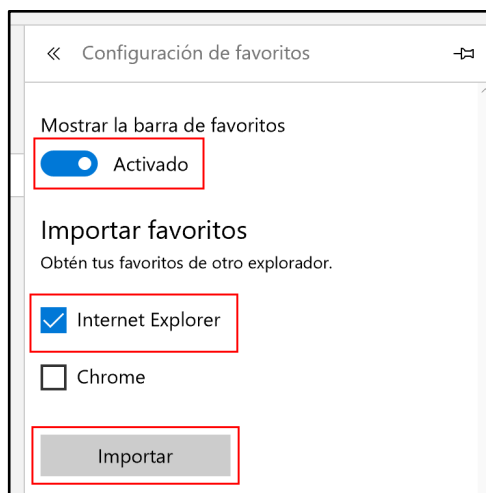 Configuración de favoritos
Mostrar la barra de favoritos
Activado
Importar favoritos
Obtén tus favoritos de otro explorador.
Internet Explorer
Chrome
Importar